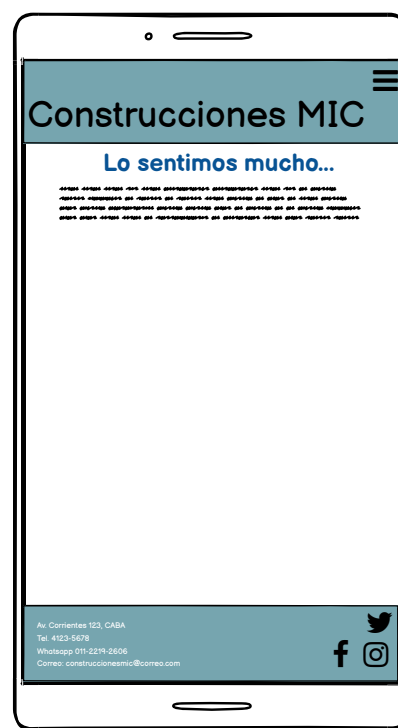 Construcciones MIC
Lo sentimos mucho...
Av. Corrientes 123, CABA
Tel. 4123-5678
Whatsapp 011-2219-2606
Correo: construccionesmic@correo.com